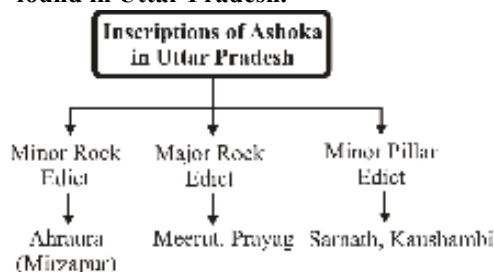 found in Uttar Pradesh.
Inscriptions of Ashoka
in Uttar Pradesh
Minor Rock
Edict
Major Rock
Edict
Minor Pillar
Edict
Ahraura
(Mirzapur)
Meerut, Prayag
Sarnath, Kaushambi